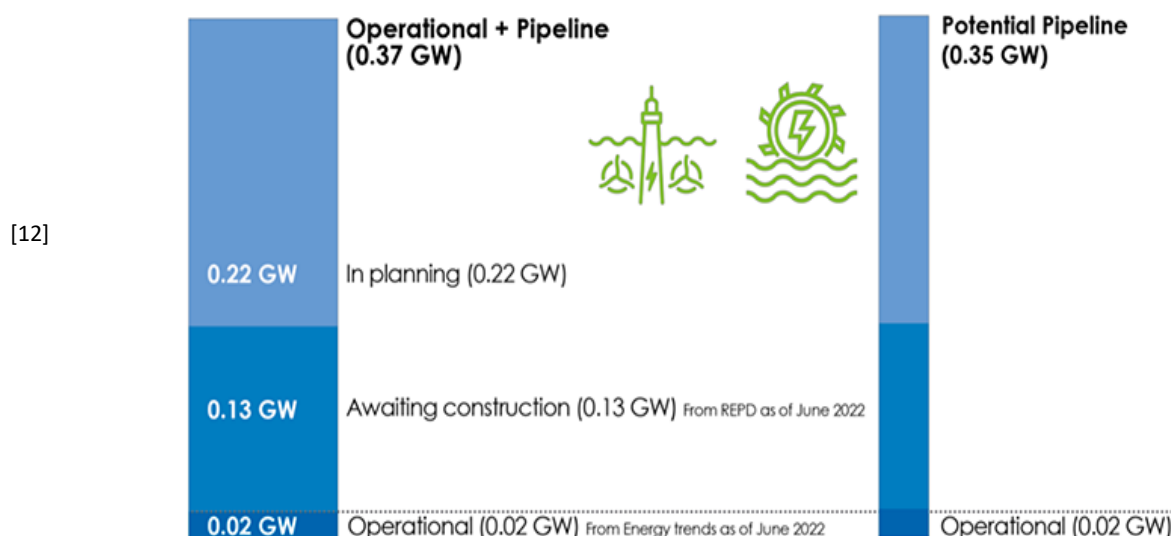 Operational + Pipeline
(0.37 GW)
Potential Pipeline
(0.35 GW)
[12]
0.22 GW In planning (0.22 GW)
0.13 GW Awaiting construction (0.13 GW) From REPD as of June 2022
0.02 GW Operational (0.02 GW) From Energy trends as of June 2022
Operational (0.02 GW)